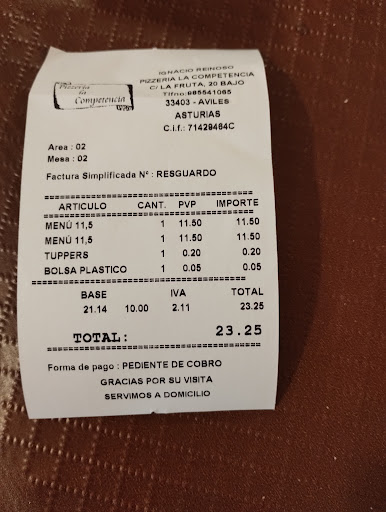 Pizzeria
la
Competencia
IGNACIO REINOSO
PIZZERIA LA COMPETENCIA
C/ LA FRUTA, 20 BAJO
Tlfno:985541085
33403 - AVILES
ASTURIAS
C.i.f.: 71429484C
Area : 02
Mesa : 02
Factura Simplificada Nº : RESGUARDO
ARTICULO CANT. PVP IMPORTE
MENÚ 11,5 1 11.50 11.50
MENÚ 11,5 1 11.50 11.50
TUPPERS 1 0.20 0.20
BOLSA PLASTICO 1 0.05 0.05
BASE IVA TOTAL
21.14 10.00 2.11 23.25
TOTAL: 23.25
Forma de pago : PEDIENTE DE COBRO
GRACIAS POR SU VISITA
SERVIMOS A DOMICILIO